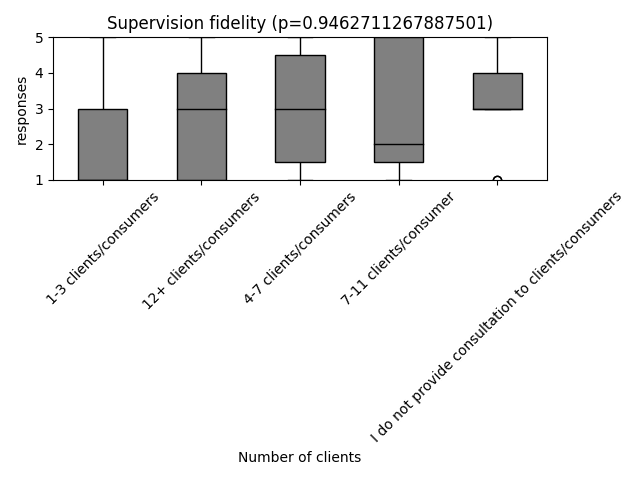 Supervision fidelity (p=0.9462711267887501)
5
4
3
2
1
responses
1-3 clients/consumers
12+ clients/consumers
4-7 clients/consumers
7-11 clients/consumer
I do not provide consultation to clients/consumers
Number of clients